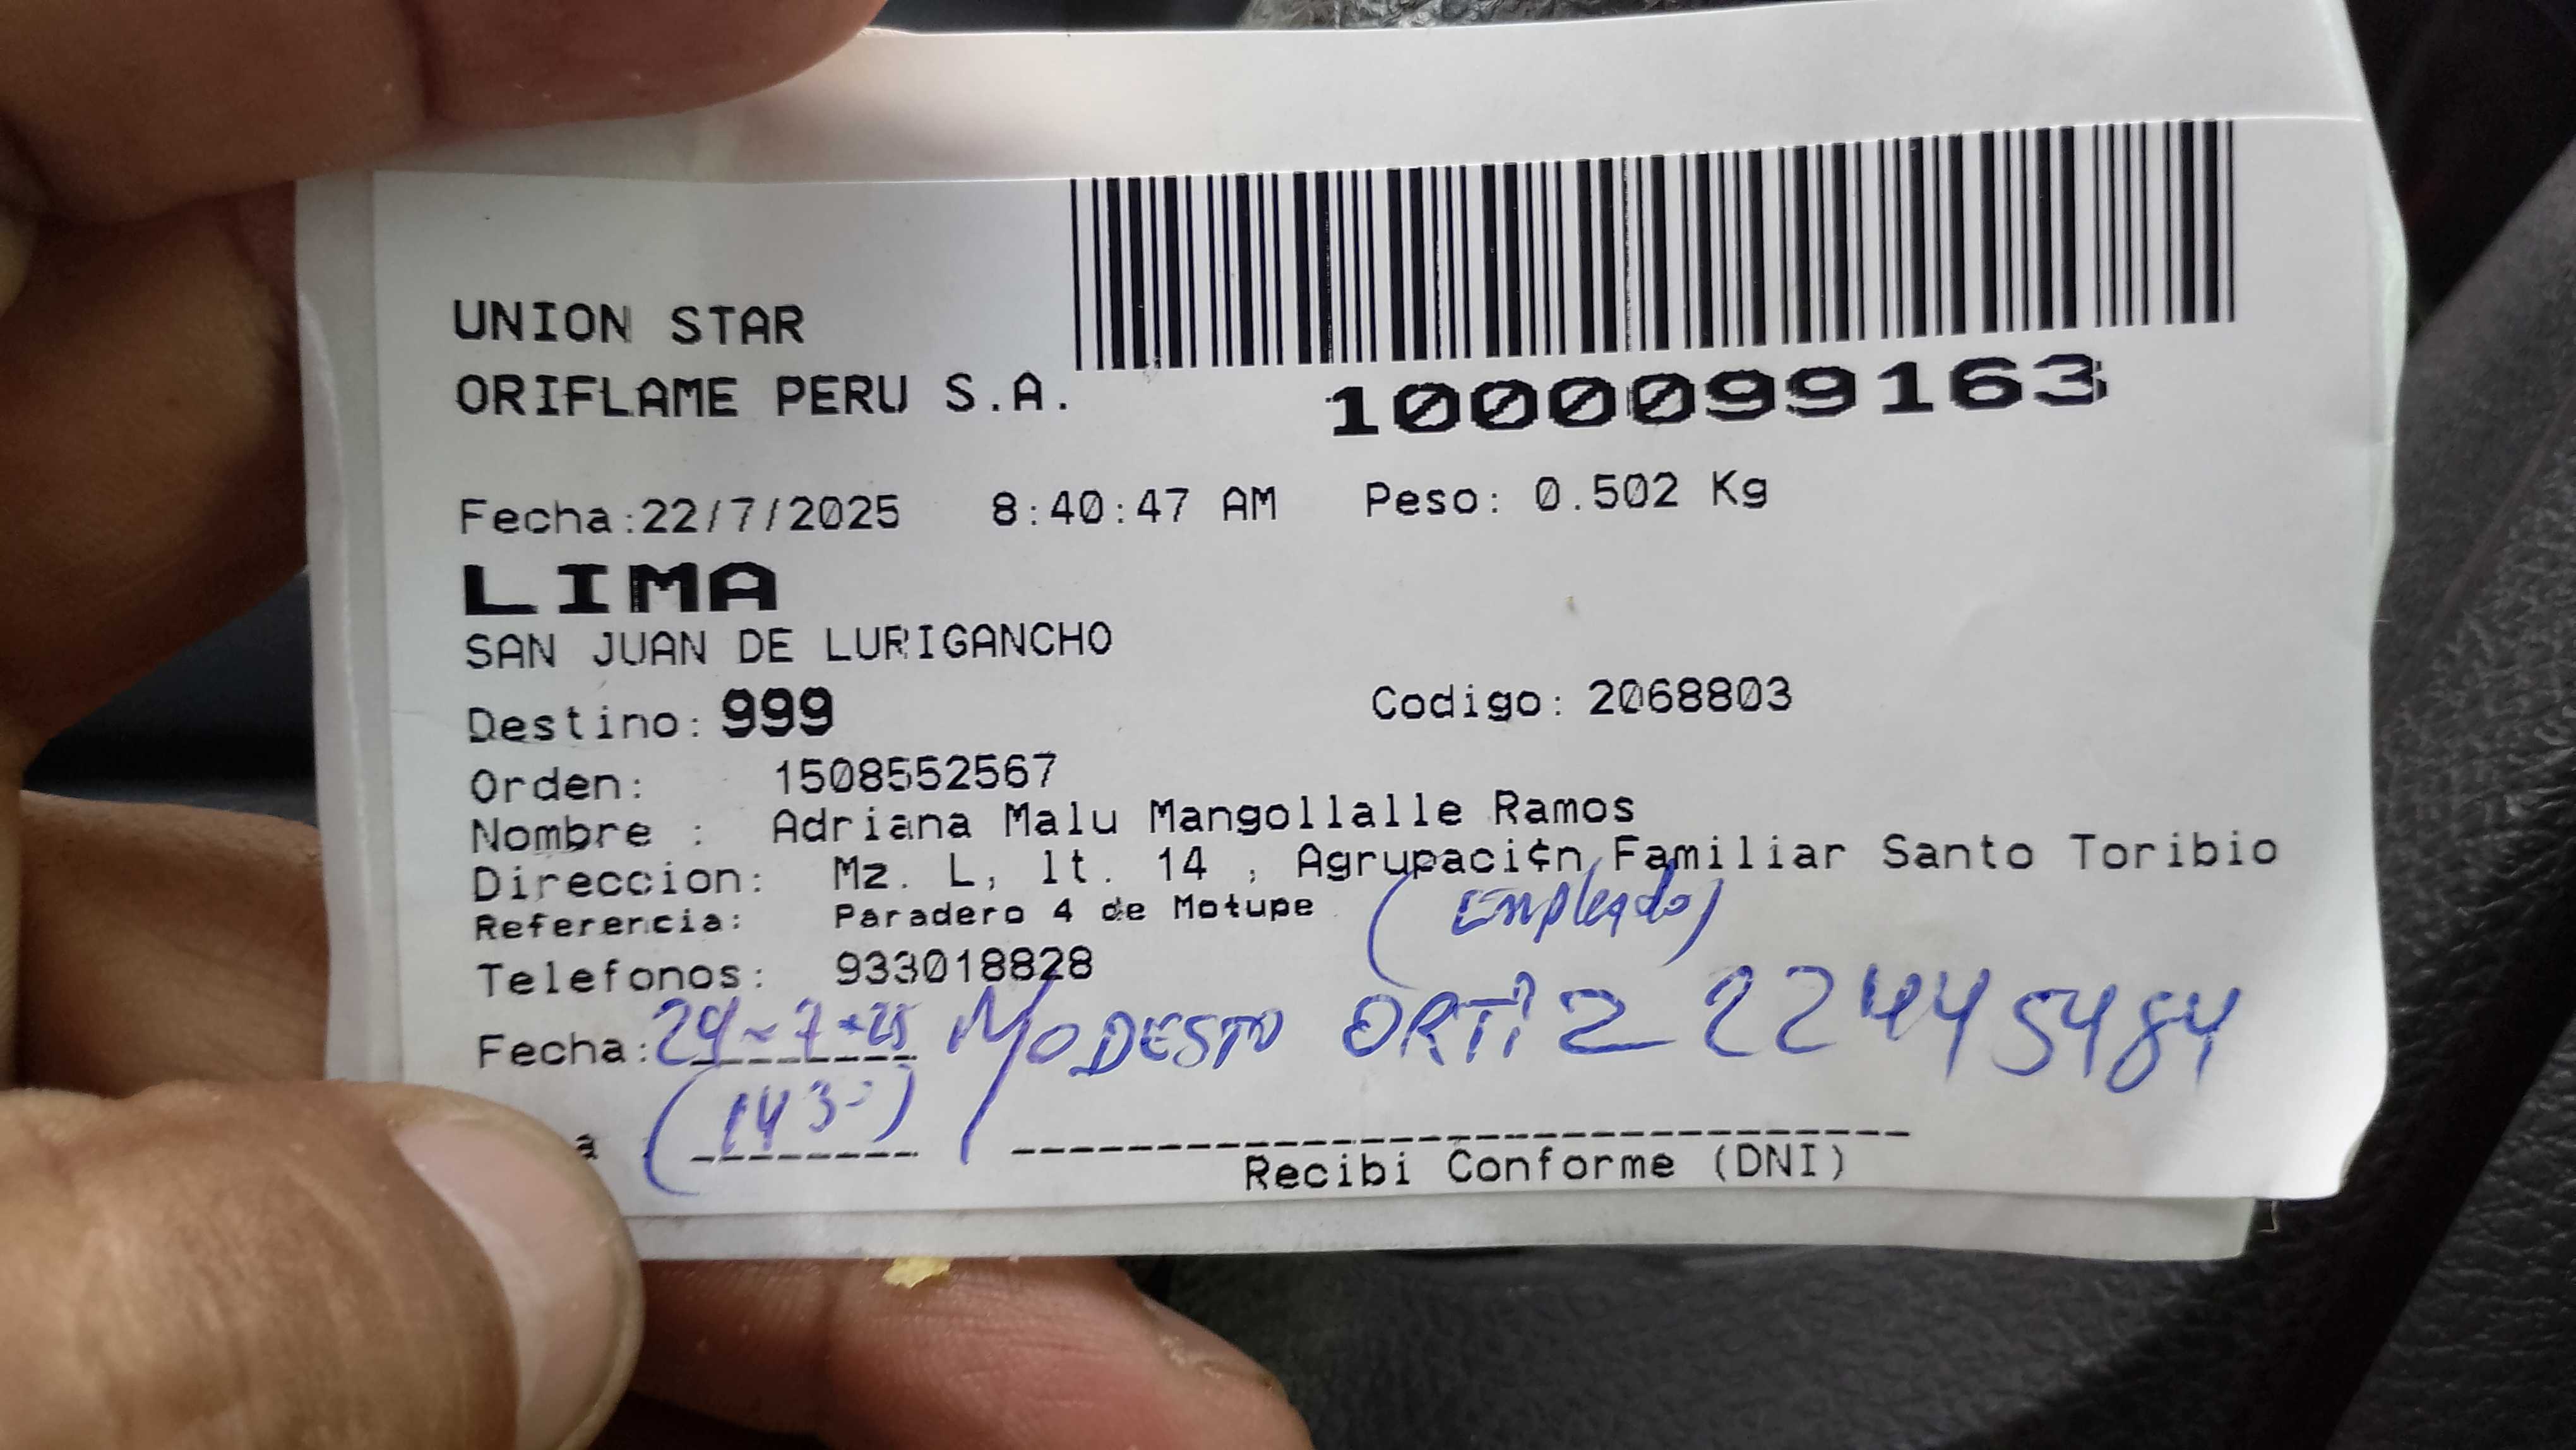 UNION STAR
ORIFLAME PERU S.A.
1000099163
Fecha:22/7/2025 8:40:47 AM Peso: 0.502 Kg
LIMA
SAN JUAN DE LURIGANCHO
Destino: 999 Codigo: 2068803
Orden: 1508552567
Nombre : Adriana Malu Mangollalle Ramos
Direccion: Mz. L, lt. 14 , Agrupaci¢n Familiar Santo Toribio
Referencia: Paradero 4 de Motupe (Empleado)
Telefonos: 933018828
Fecha: 24-7-25 MODESTO ORTIZ 22445484
a (1430)
Recibi Conforme (DNI)